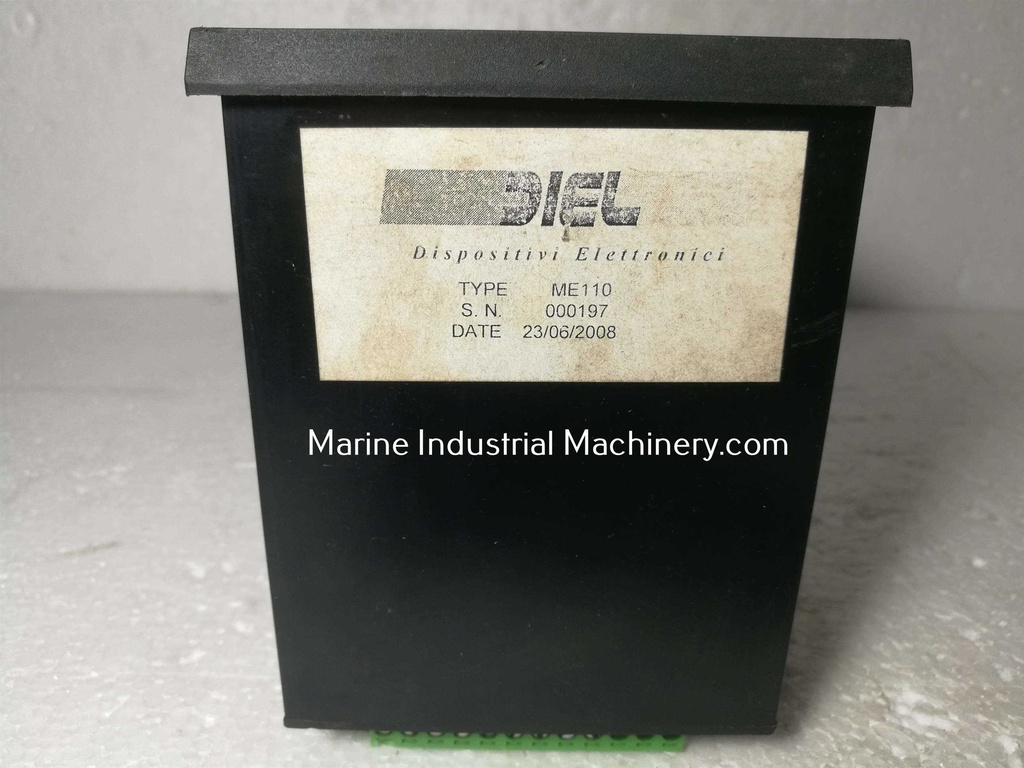 DIEL
Dispositivi Elettronici
TYPE ME110
S. N. 000197
DATE 23/06/2008
Marine Industrial Machinery.com